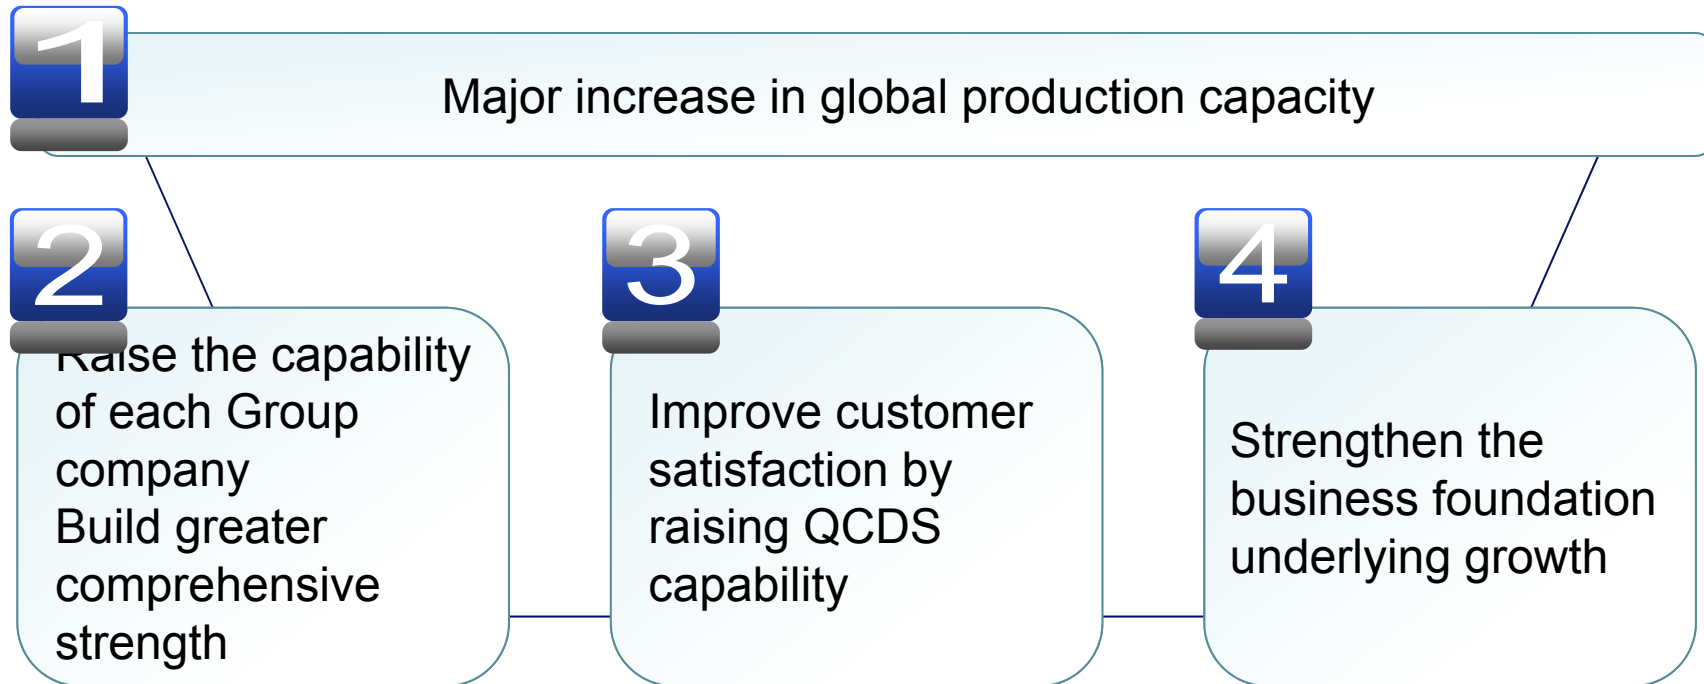 1
Major increase in global production capacity
2
Raise the capability
of each Group
company
Build greater
comprehensive
strength
3
Improve customer
satisfaction by
raising QCDS
capability
4
Strengthen the
business foundation
underlying growth